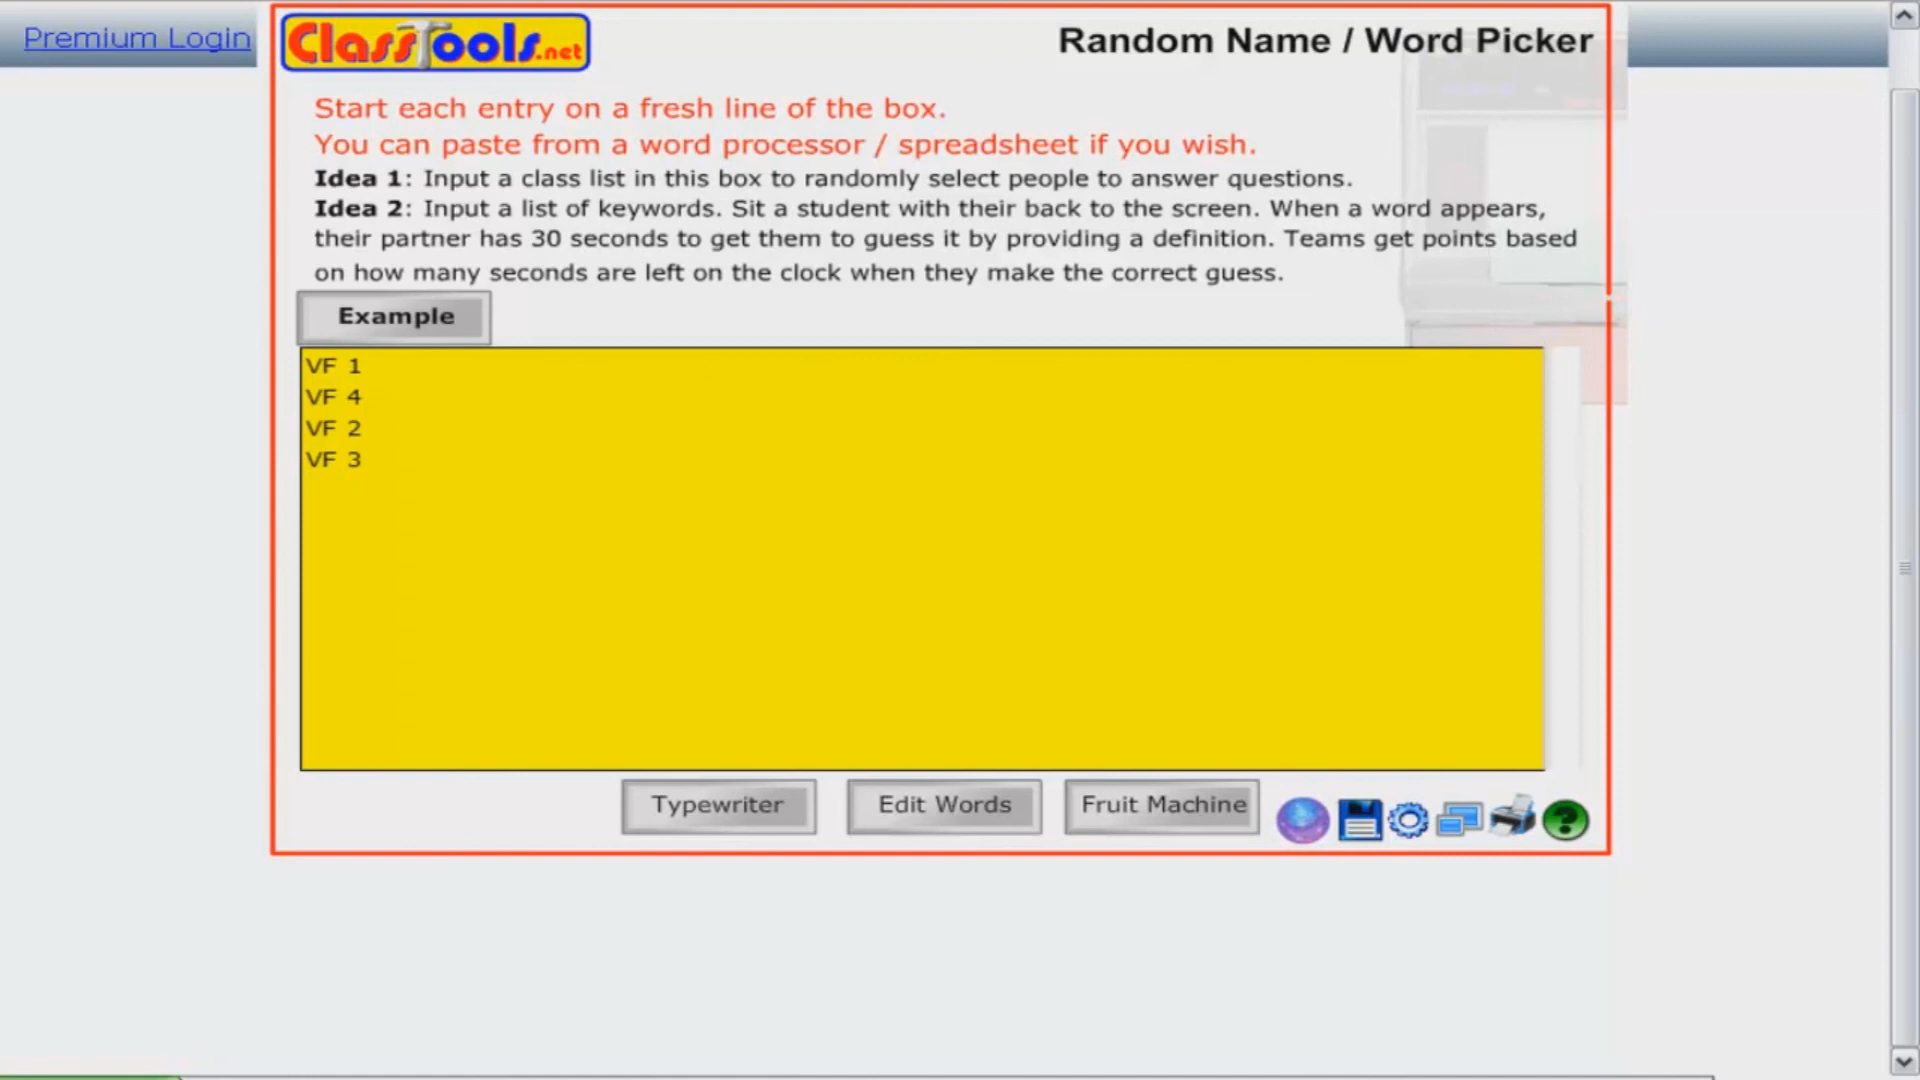 Premium Login
ClassTools.net
Random Name / Word Picker
Start each entry on a fresh line of the box.
You can paste from a word processor / spreadsheet if you wish.
Idea 1: Input a class list in this box to randomly select people to answer questions.
Idea 2: Input a list of keywords. Sit a student with their back to the screen. When a word appears,
their partner has 30 seconds to get them to guess it by providing a definition. Teams get points based
on how many seconds are left on the clock when they make the correct guess.
Example
VF 1
VF 4
VF 2
VF 3
Typewriter
Edit Words
Fruit Machine
?